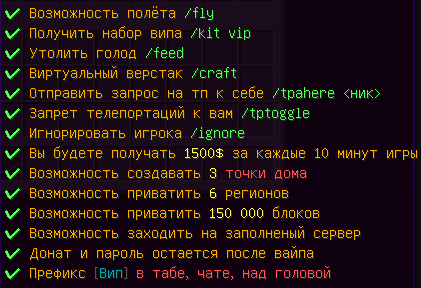 ✔ Возможность полёта /fly
✔ Получить набор випа /kit vip
✔ Утолить голод /feed
✔ Виртуальный верстак /craft
✔ Отправить запрос на тп к себе /tpahere <ник>
✔ Запрет телепортаций к вам /tptoggle
✔ Игнорировать игрока /ignore
✔ Вы будете получать 1500$ за каждые 10 минут игры
✔ Возможность создавать 3 точки дома
✔ Возможность приватить 6 регионов
✔ Возможность приватить 150 000 блоков
✔ Возможность заходить на заполненый сервер
✔ Донат и пароль остается после вайпа
✔ Префикс [Вип] в табе, чате, над головой